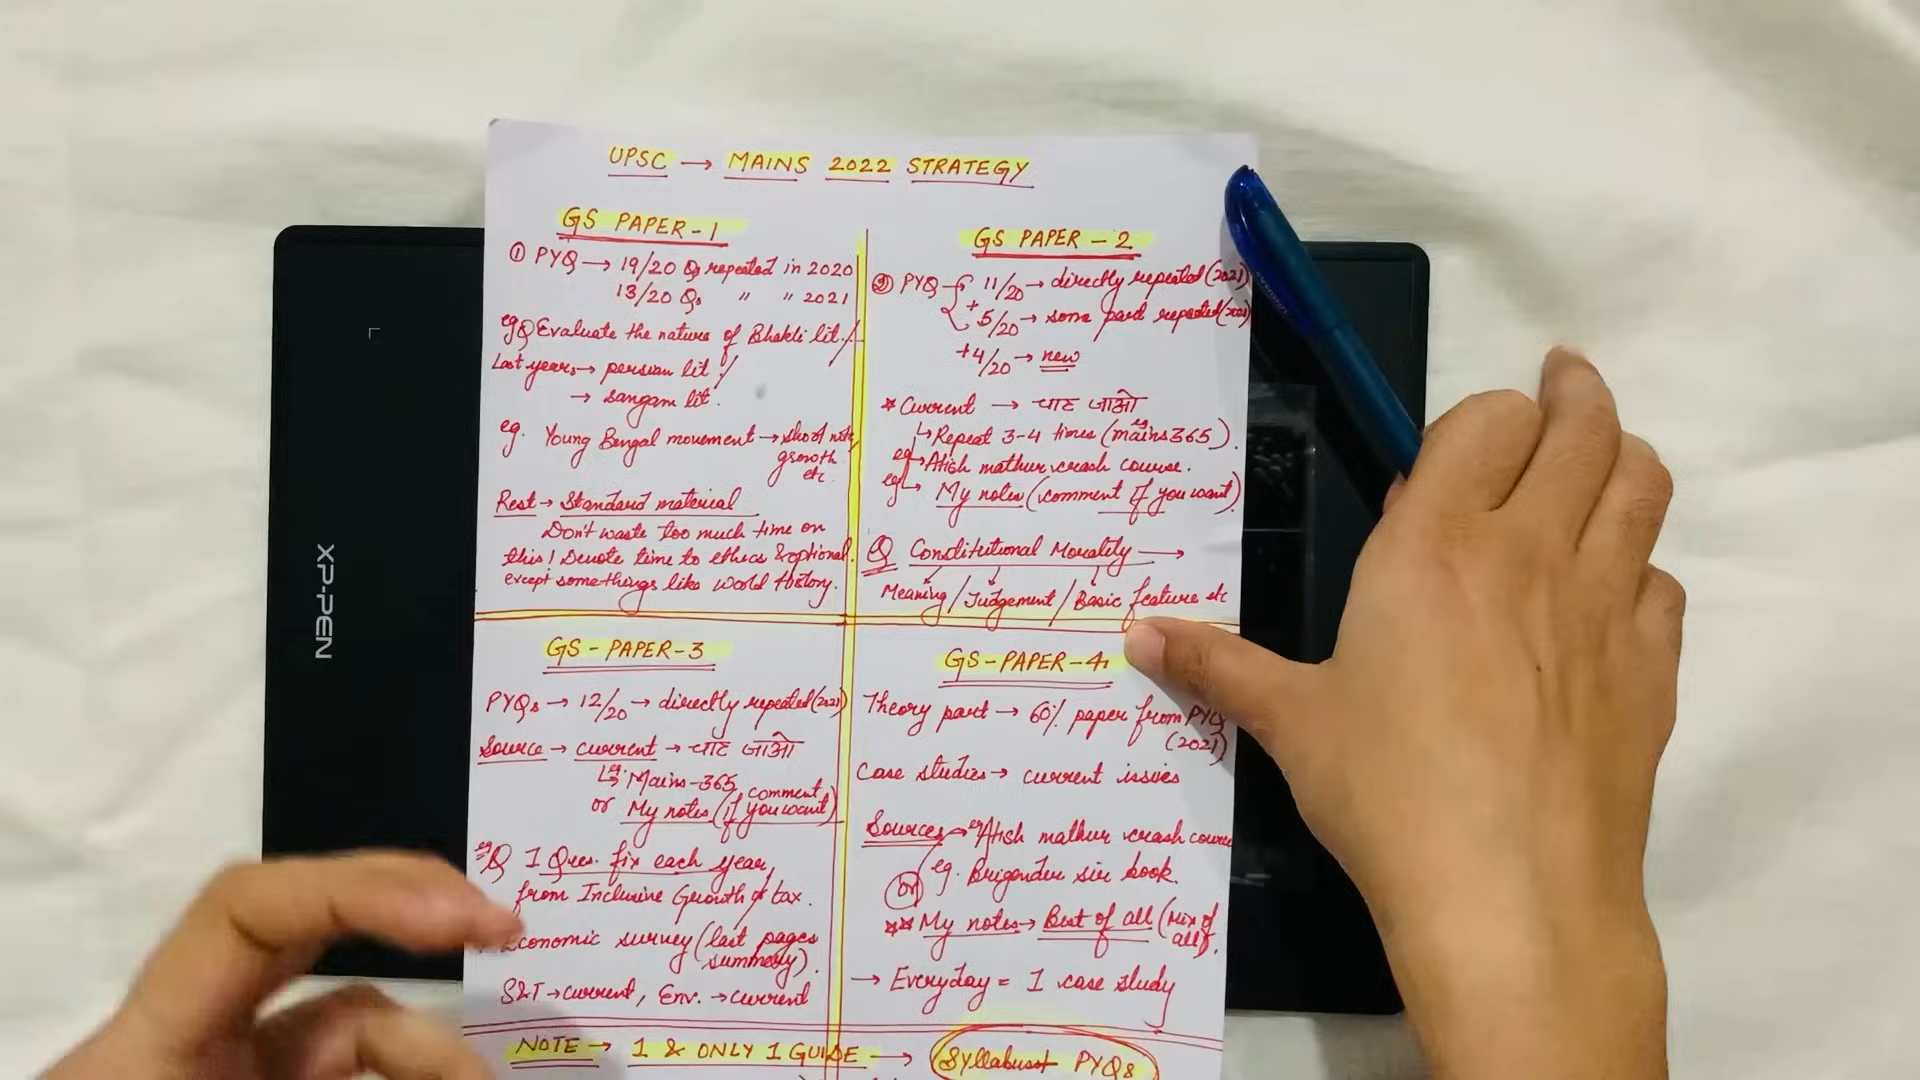 UPSC → MAINS 2022 STRATEGY
GS PAPER - 1
① PYQ → 19/20 Qs repeated in 2020
13/20 Qs " " 2021
eg Q Evaluate the nature of Bhakti lit./
Last years → persian lit /
→ sangam lit.
eg. Young Bengal movement → short note
growth
etc.
Rest → Standard material
Don't waste too much time on
this! Devote time to ethics & optional
except somethings like World History.
GS PAPER - 2
② PYQ 11/20 → directly repeated (2021)
+ 5/20 → some part repeated (2021)
+ 4/20 → new
* Current → चाट जाओ
↳ Repeat 3-4 times (eg mains 365).
eg → Atish mathur crash course.
eg ↳ My notes (comment if you want)
Q Constitutional Morality →
Meaning / Judgement / Basic feature etc
GS - PAPER - 3
PYQs → 12/20 → directly repeated (2021)
Source → current → चाट जाओ
↳ eg. Mains-365
or My notes (comment if you want)
eg Q 1 Ques. fix each year,
from Inclusive Growth & tax.
Economic survey (last pages
summary).
S&T → current, Env. → current
GS - PAPER - 4
Theory part → 60% paper from PYQ
(2021)
Case studies → current issues
Sources → eg Atish mathur crash course
or eg. Brigender sir book.
** My notes → Best of all (Mix of
all).
→ Everyday = 1 case study
NOTE → 1 & ONLY 1 GUIDE → Syllabus+ PYQs
XP-PEN